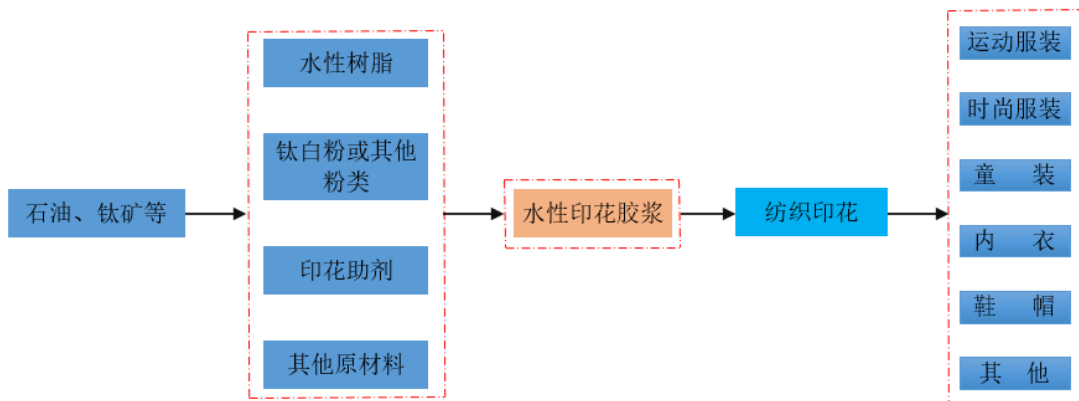 石油、钛矿等
水性树脂
钛白粉或其他
粉类
印花助剂
其他原材料
水性印花胶浆
纺织印花
运动服装
时尚服装
童 装
内 衣
鞋 帽
其 他